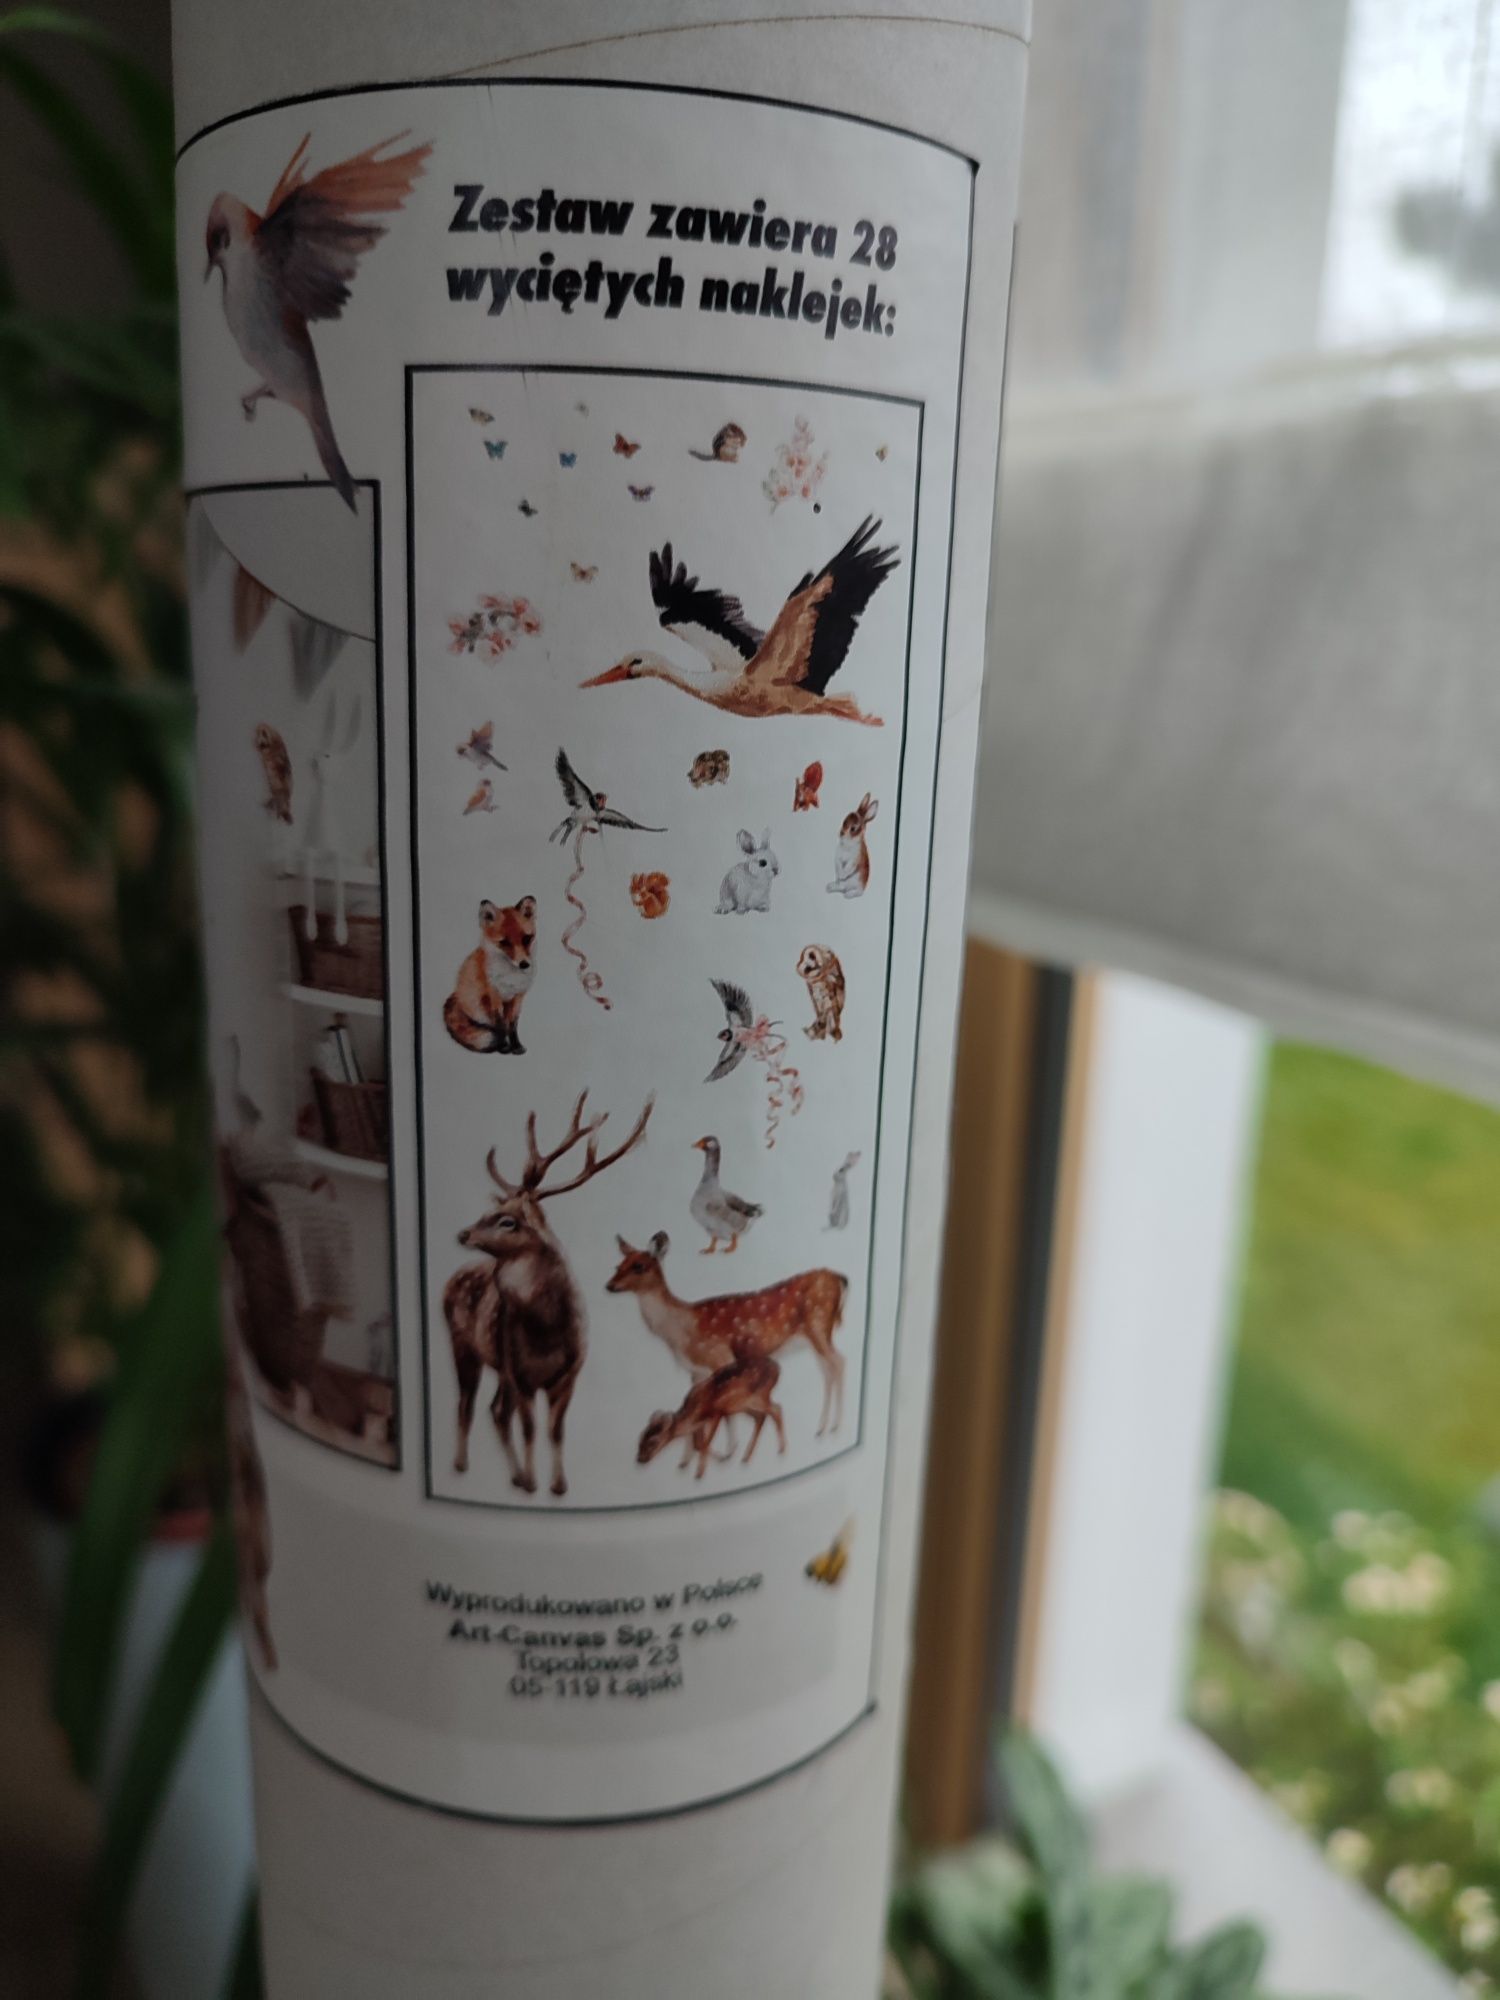 Zestaw zawiera 28
wyciętych naklejek:
Wyprodukowano w Polsce
Art-Canvas Sp. z o.o.
Topolowa 23
05-119 Łajski